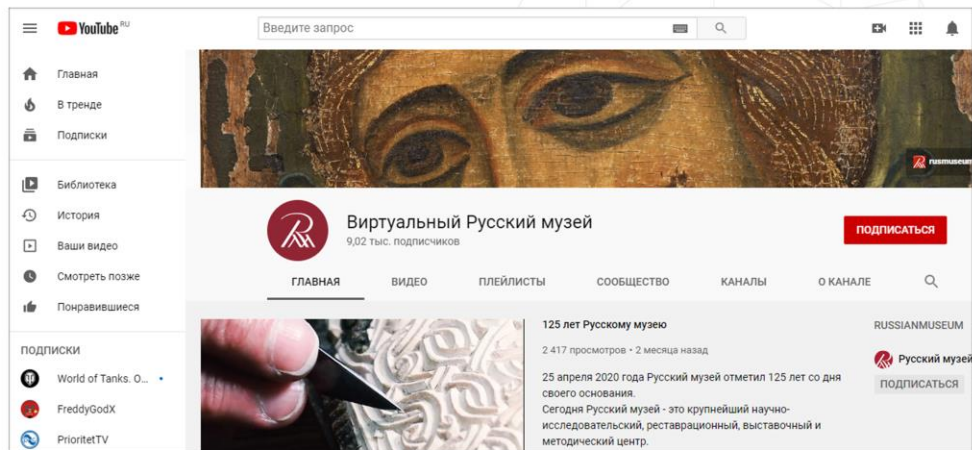 YouTube RU
Введите запрос
Главная
В тренде
Подписки
Библиотека
История
Ваши видео
Смотреть позже
Понравившиеся
ПОДПИСКИ
World of Tanks. O...
FreddyGodX
PrioritetTV
rusmuseum
Виртуальный Русский музей
9,02 тыс. подписчиков
ПОДПИСАТЬСЯ
ГЛАВНАЯ ВИДЕО ПЛЕЙЛИСТЫ СООБЩЕСТВО КАНАЛЫ О КАНАЛЕ
125 лет Русскому музею
2 417 просмотров • 2 месяца назад
25 апреля 2020 года Русский музей отметил 125 лет со дня
своего основания.
Сегодня Русский музей - это крупнейший научно-
исследовательский, реставрационный, выставочный и
методический центр.
RUSSIANMUSEUM
Русский музей
ПОДПИСАТЬСЯ